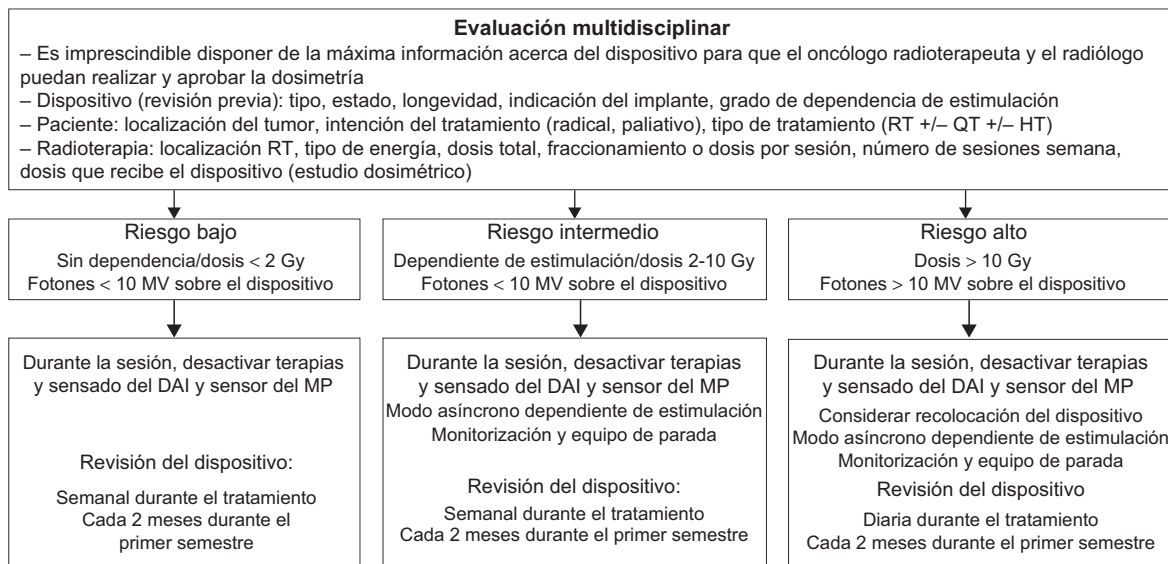 Evaluación multidisciplinar
– Es imprescindible disponer de la máxima información acerca del dispositivo para que el oncólogo radioterapeuta y el radiólogo
puedan realizar y aprobar la dosimetría
– Dispositivo (revisión previa): tipo, estado, longevidad, indicación del implante, grado de dependencia de estimulación
– Paciente: localización del tumor, intención del tratamiento (radical, paliativo), tipo de tratamiento (RT +/– QT +/– HT)
– Radioterapia: localización RT, tipo de energía, dosis total, fraccionamiento o dosis por sesión, número de sesiones semana,
dosis que recibe el dispositivo (estudio dosimétrico)
Riesgo bajo
Sin dependencia/dosis < 2 Gy
Fotones < 10 MV sobre el dispositivo
Riesgo intermedio
Dependiente de estimulación/dosis 2-10 Gy
Fotones < 10 MV sobre el dispositivo
Riesgo alto
Dosis > 10 Gy
Fotones > 10 MV sobre el dispositivo
Durante la sesión, desactivar terapias
y sensado del DAI y sensor del MP
Revisión del dispositivo:
Semanal durante el tratamiento
Cada 2 meses durante el
primer semestre
Durante la sesión, desactivar terapias
y sensado del DAI y sensor del MP
Modo asíncrono dependiente de estimulación
Monitorización y equipo de parada
Revisión del dispositivo:
Semanal durante el tratamiento
Cada 2 meses durante el primer semestre
Durante la sesión, desactivar terapias
y sensado del DAI y sensor del MP
Considerar recolocación del dispositivo
Modo asíncrono dependiente de estimulación
Monitorización y equipo de parada
Revisión del dispositivo
Diaria durante el tratamiento
Cada 2 meses durante el primer semestre